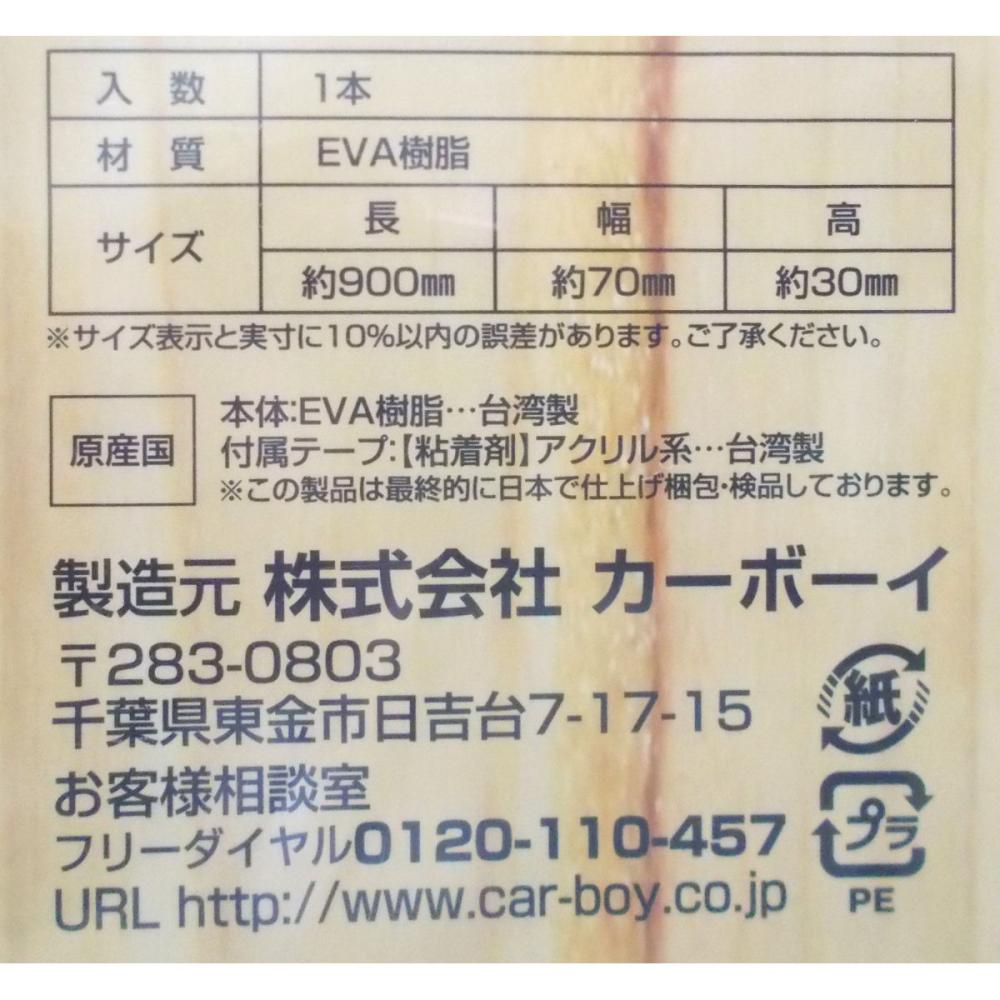 入数 1本
材質 EVA樹脂
サイズ 長 幅 高
約900㎜ 約70㎜ 約30㎜
※サイズ表示と実寸に10%以内の誤差があります。ご了承ください。
原産国
本体:EVA樹脂…台湾製
付属テープ:【粘着剤】アクリル系…台湾製
※この製品は最終的に日本で仕上げ梱包・検品しております。
製造元 株式会社 カーボーイ
〒283-0803
千葉県東金市日吉台7-17-15
お客様相談室
フリーダイヤル0120-110-457
URL http://www.car-boy.co.jp
紙
プラ
PE